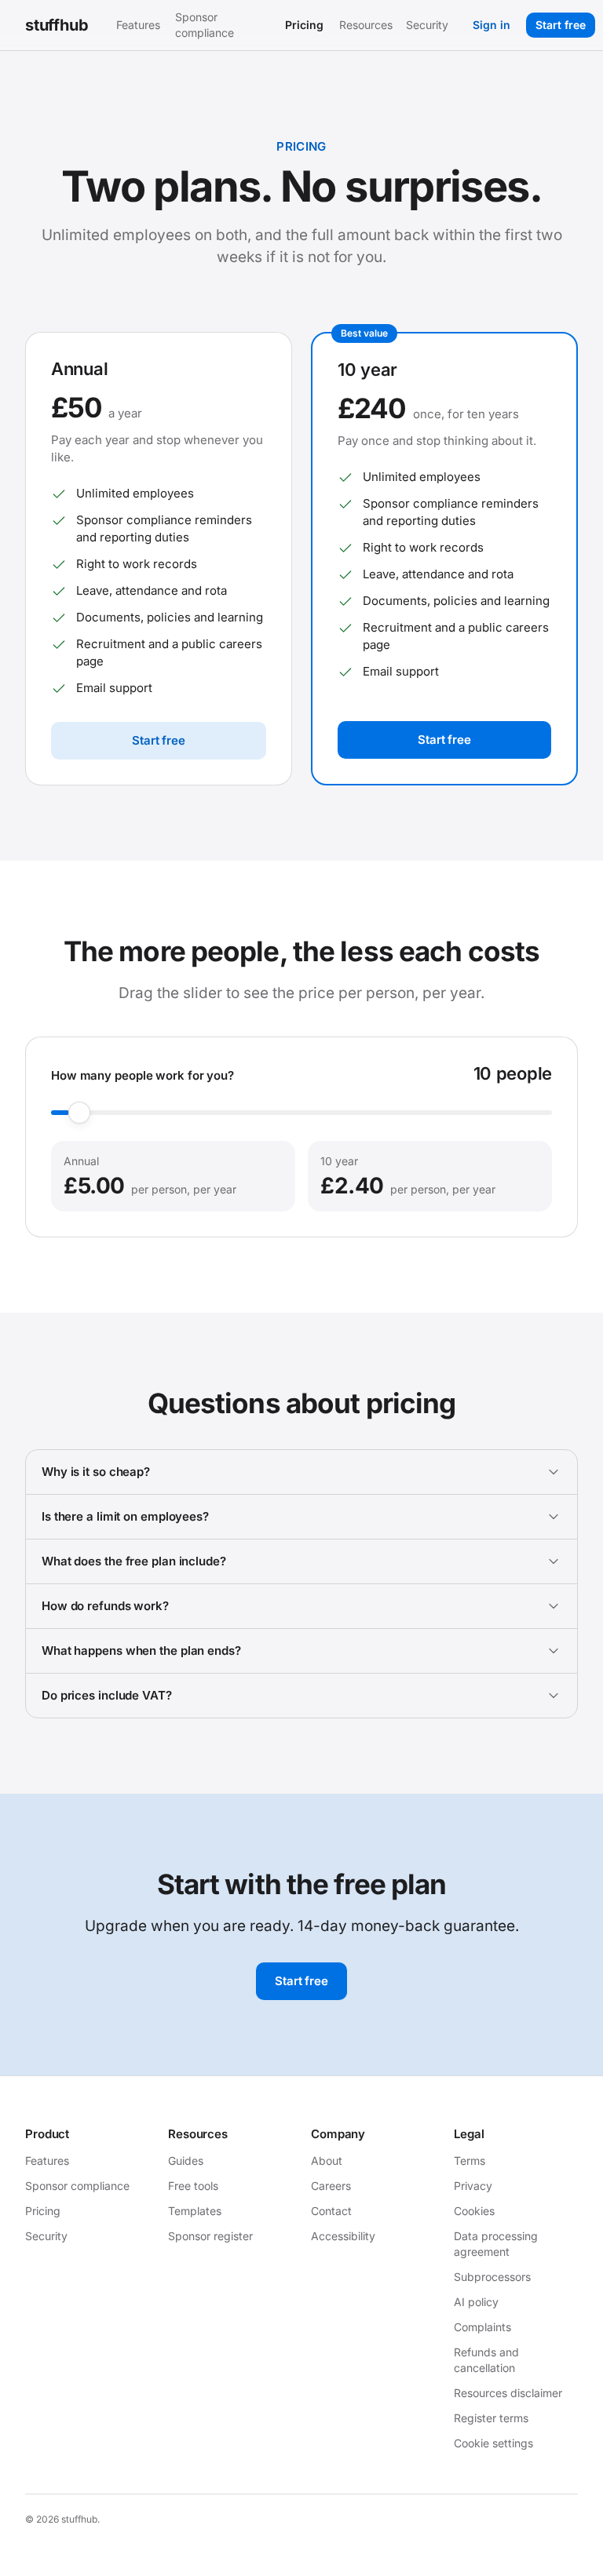 stuffhub
Features
Sponsor
compliance
Pricing
Resources
Security
Sign in
Start free
PRICING
Two plans. No surprises.
Unlimited employees on both, and the full amount back within the first two
weeks if it is not for you.
Annual
£50 a year
Pay each year and stop whenever you
like.
Unlimited employees
Sponsor compliance reminders
and reporting duties
Right to work records
Leave, attendance and rota
Documents, policies and learning
Recruitment and a public careers
page
Email support
Start free
Best value
10 year
£240 once, for ten years
Pay once and stop thinking about it.
Unlimited employees
Sponsor compliance reminders
and reporting duties
Right to work records
Leave, attendance and rota
Documents, policies and learning
Recruitment and a public careers
page
Email support
Start free
The more people, the less each costs
Drag the slider to see the price per person, per year.
How many people work for you?
10 people
Annual
£5.00 per person, per year
10 year
£2.40 per person, per year
Questions about pricing
Why is it so cheap?
Is there a limit on employees?
What does the free plan include?
How do refunds work?
What happens when the plan ends?
Do prices include VAT?
Start with the free plan
Upgrade when you are ready. 14-day money-back guarantee.
Start free
Product
Features
Sponsor compliance
Pricing
Security
Resources
Guides
Free tools
Templates
Sponsor register
Company
About
Careers
Contact
Accessibility
Legal
Terms
Privacy
Cookies
Data processing
agreement
Subprocessors
AI policy
Complaints
Refunds and
cancellation
Resources disclaimer
Register terms
Cookie settings
© 2026 stuffhub.